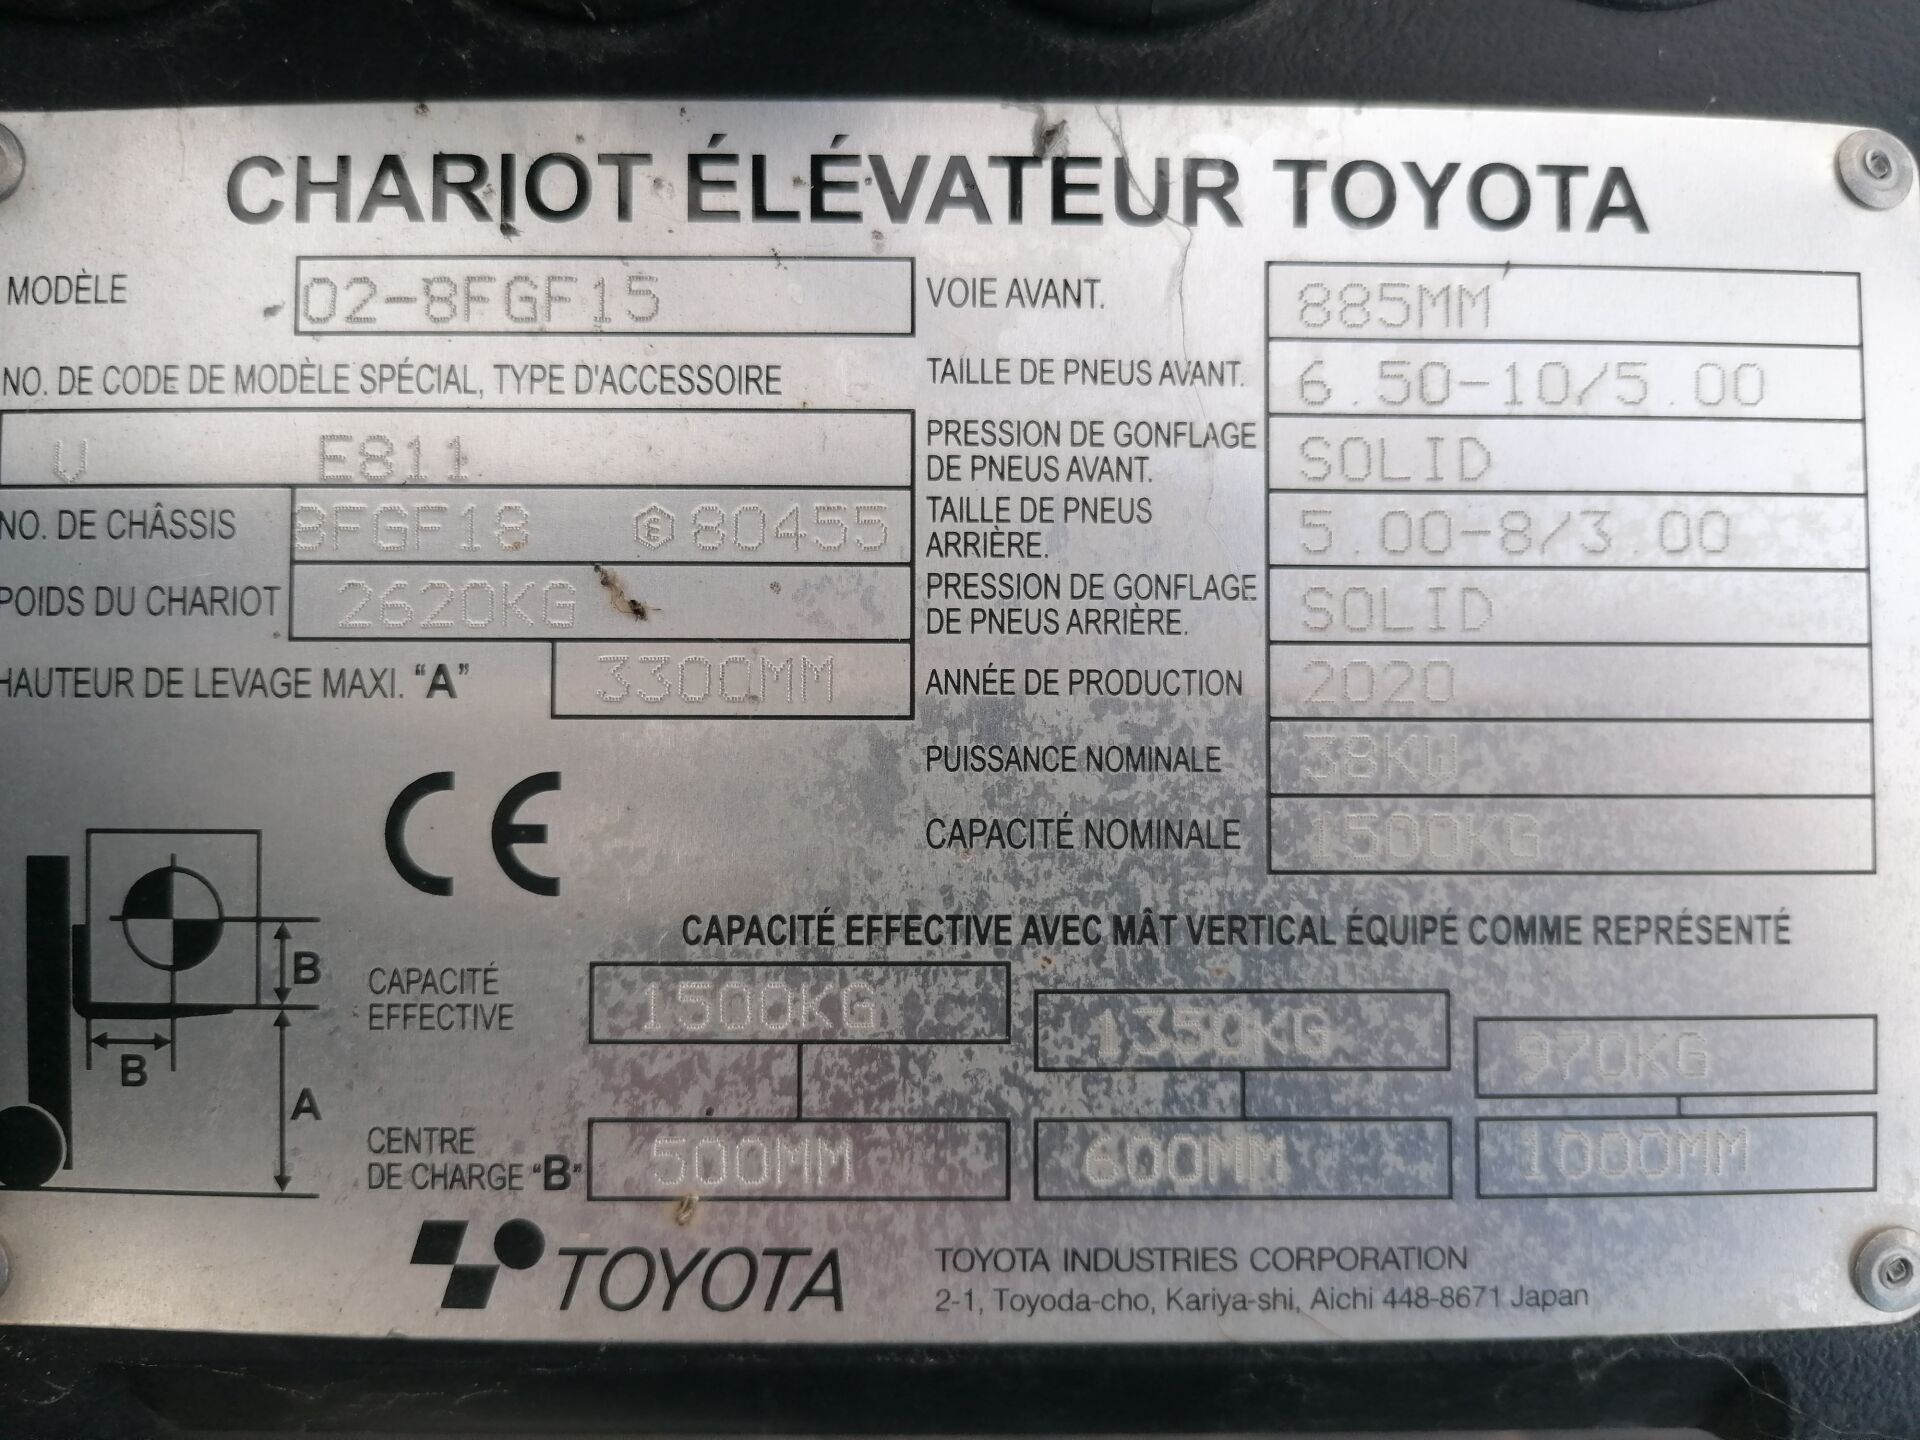 CHARIOT ÉLÉVATEUR TOYOTA
MODÈLE 02-8FGF15
NO. DE CODE DE MODÈLE SPÉCIAL, TYPE D'ACCESSOIRE
V E811
NO. DE CHÂSSIS 8FGF18 E 80455
POIDS DU CHARIOT 2620KG
HAUTEUR DE LEVAGE MAXI. "A" 3300MM
VOIE AVANT. 885MM
TAILLE DE PNEUS AVANT. 6.50-10/5.00
PRESSION DE GONFLAGE
DE PNEUS AVANT. SOLID
TAILLE DE PNEUS
ARRIÈRE. 5.00-8/3.00
PRESSION DE GONFLAGE
DE PNEUS ARRIÈRE. SOLID
ANNÉE DE PRODUCTION 2020
PUISSANCE NOMINALE 38KW
CAPACITÉ NOMINALE 1500KG
CE
B
B
A
CAPACITÉ EFFECTIVE AVEC MÂT VERTICAL ÉQUIPÉ COMME REPRÉSENTÉ
CAPACITÉ
EFFECTIVE 1500KG 1350KG 970KG
CENTRE
DE CHARGE "B" 500MM 600MM 1000MM
TOYOTA
TOYOTA INDUSTRIES CORPORATION
2-1, Toyoda-cho, Kariya-shi, Aichi 448-8671 Japan